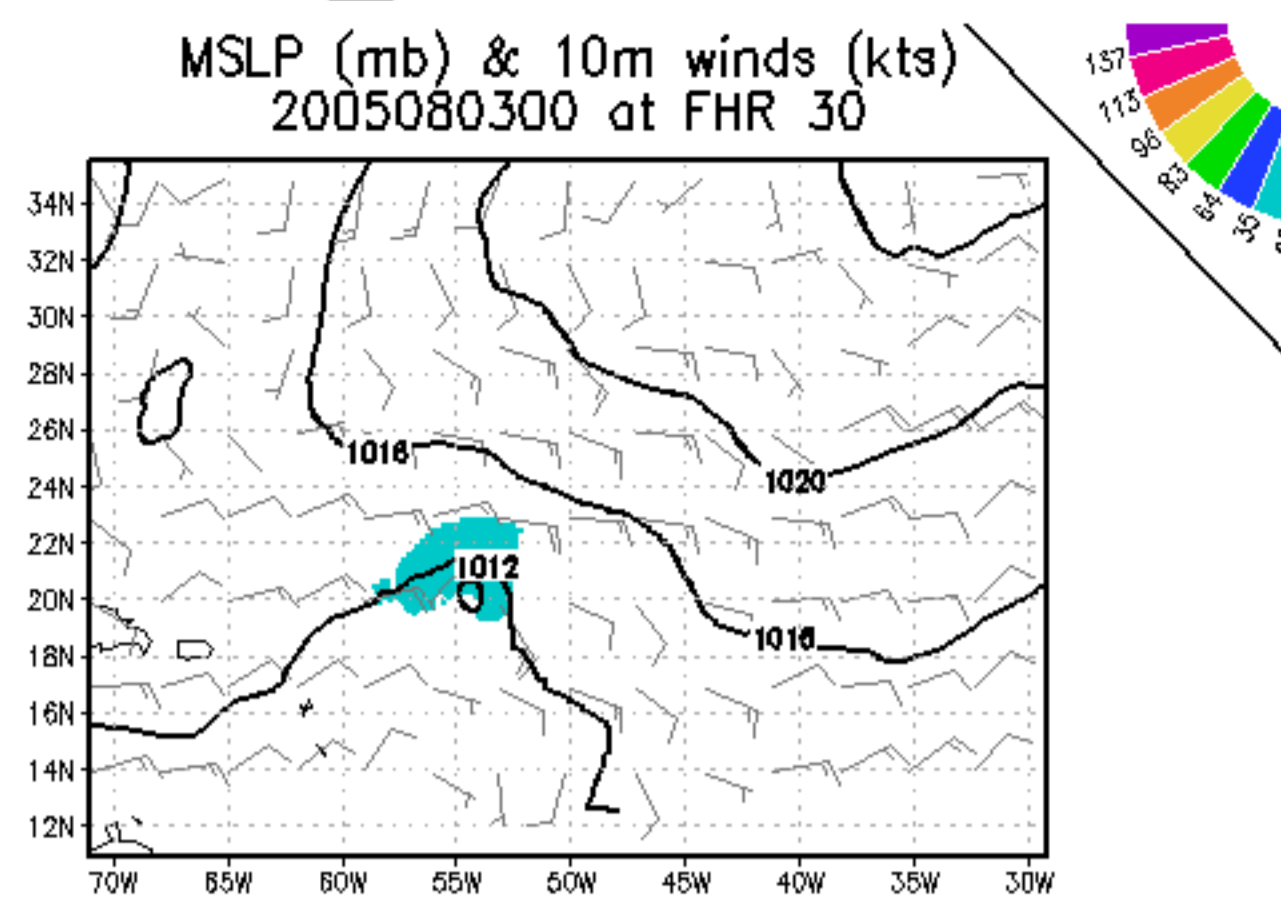 MSLP (mb) & 10m winds (kts)
2005080300 at FHR 30
137
113
96
83
64
35
34N
32N
30N
28N
26N
24N
22N
20N
18N
16N
14N
12N
1016
1020
1012
1016
70W 65W 60W 55W 50W 45W 40W 35W 30W